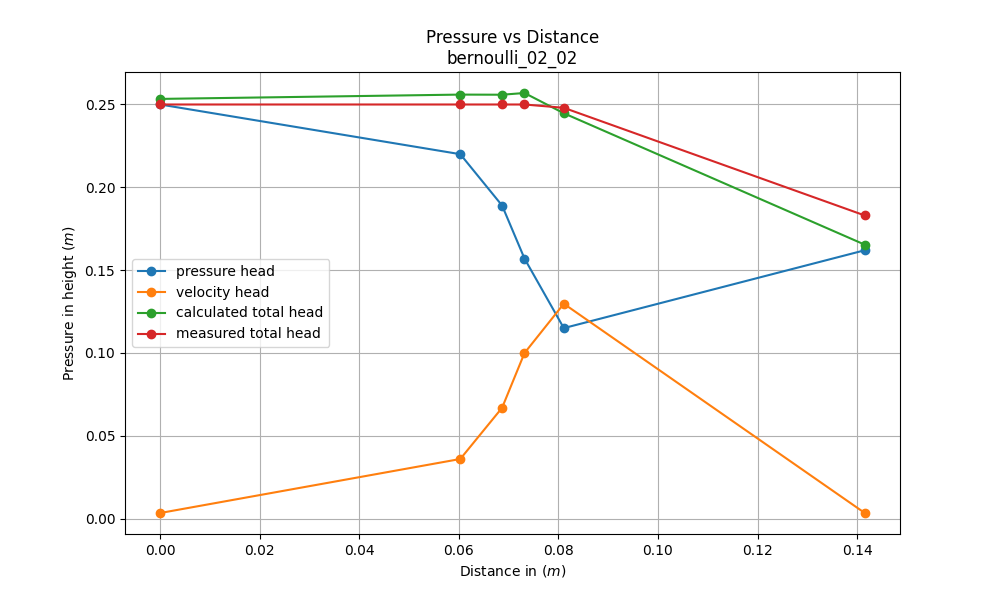 Pressure vs Distance
bernoulli_02_02
0.25
0.20
0.15
0.10
0.05
0.00
Pressure in height (m)
pressure head
velocity head
calculated total head
measured total head
0.00 0.02 0.04 0.06 0.08 0.10 0.12 0.14
Distance in (m)